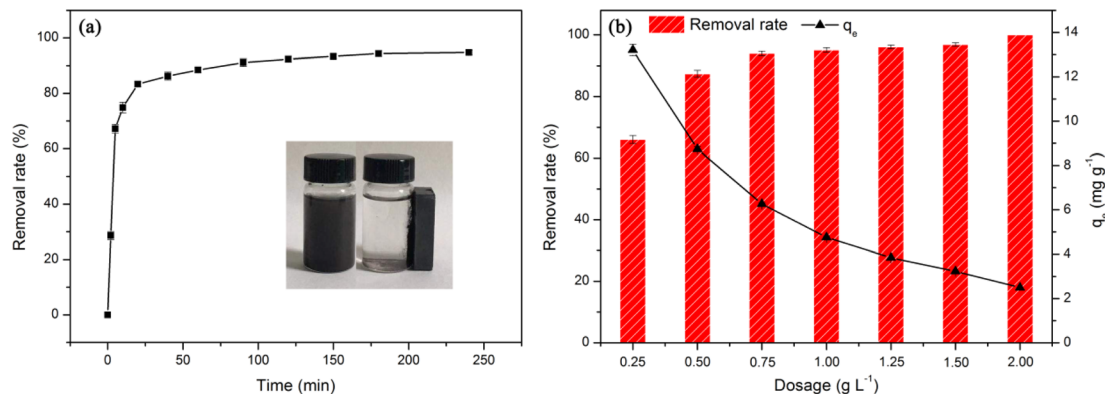 (a)
100
80
60
40
20
0
Removal rate (%)
0 50 100 150 200 250
Time (min)
(b)
Removal rate qe
100
80
60
40
20
0
Removal rate (%)
14
12
10
8
6
4
2
0
qe (mg g-1)
0.25 0.50 0.75 1.00 1.25 1.50 2.00
Dosage (g L-1)